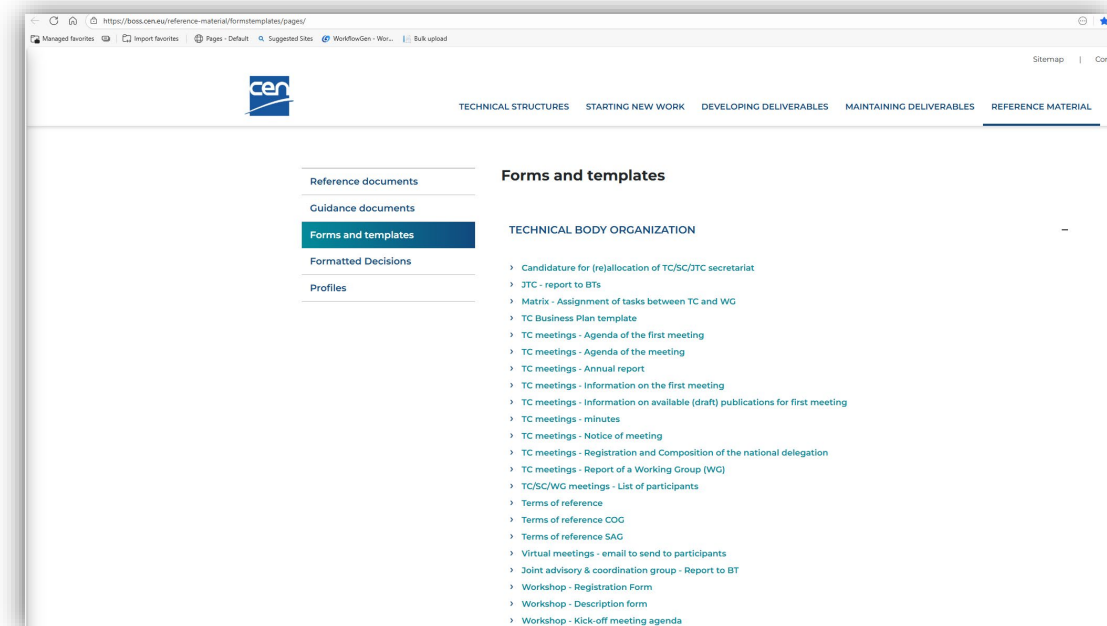 https://boss.cen.eu/reference-material/formstemplates/pages/
Managed favorites
Import favorites
Pages - Default
Suggested Sites
WorkflowGen - Wor...
Bulk upload
Sitemap | Con
cen
TECHNICAL STRUCTURES
STARTING NEW WORK
DEVELOPING DELIVERABLES
MAINTAINING DELIVERABLES
REFERENCE MATERIAL
Reference documents
Guidance documents
Forms and templates
Formatted Decisions
Profiles
Forms and templates
TECHNICAL BODY ORGANIZATION
Candidature for (re)allocation of TC/SC/JTC secretariat
JTC - report to BTs
Matrix - Assignment of tasks between TC and WG
TC Business Plan template
TC meetings - Agenda of the first meeting
TC meetings - Agenda of the meeting
TC meetings - Annual report
TC meetings - Information on the first meeting
TC meetings - Information on available (draft) publications for first meeting
TC meetings - minutes
TC meetings - Notice of meeting
TC meetings - Registration and Composition of the national delegation
TC meetings - Report of a Working Group (WG)
TC/SC/WG meetings - List of participants
Terms of reference
Terms of reference COG
Terms of reference SAG
Virtual meetings - email to send to participants
Joint advisory & coordination group - Report to BT
Workshop - Registration Form
Workshop - Description form
Workshop - Kick-off meeting agenda